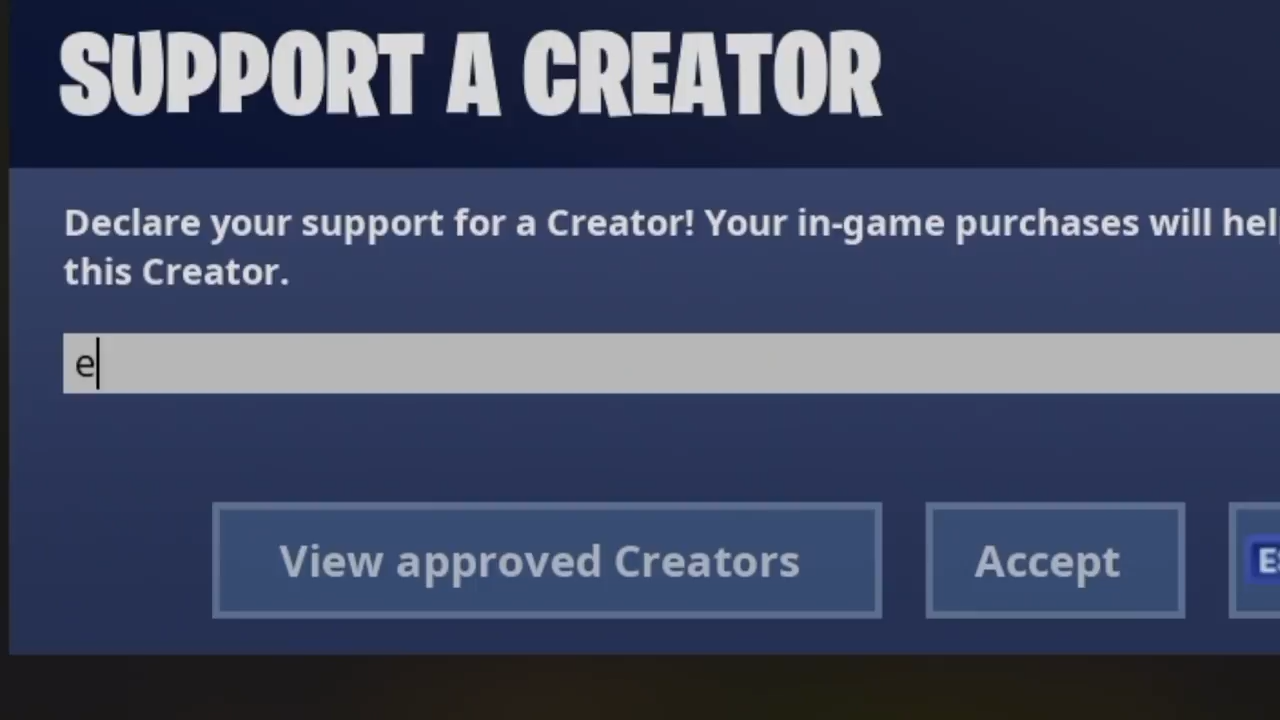 SUPPORT A CREATOR
Declare your support for a Creator! Your in-game purchases will hel
this Creator.
e
View approved Creators
Accept